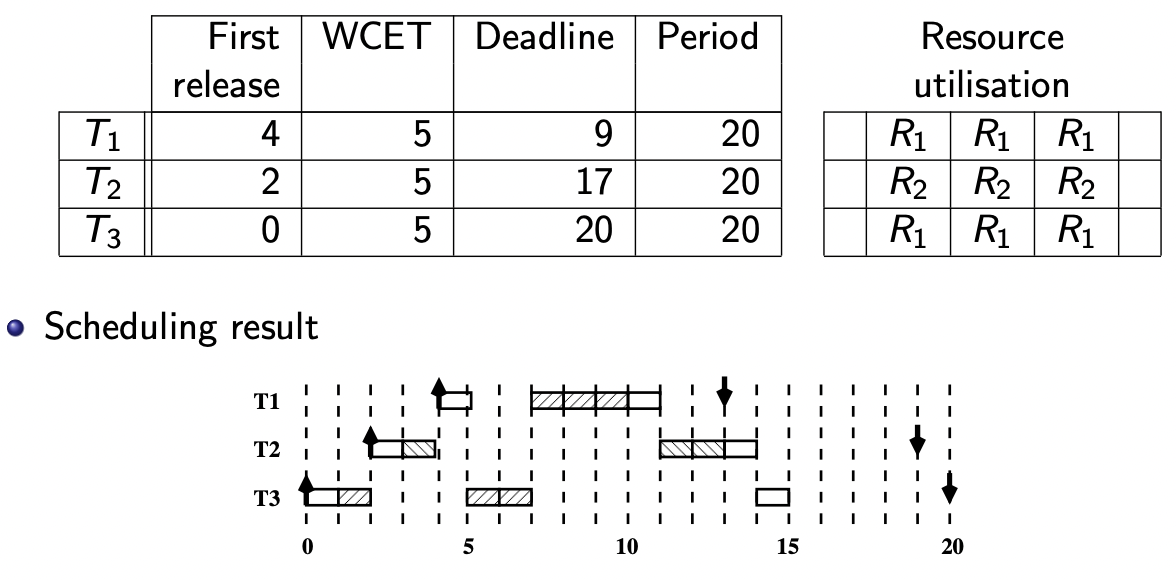 First WCET Deadline Period Resource
release utilisation
T1 4 5 9 20 R1 R1 R1
T2 2 5 17 20 R2 R2 R2
T3 0 5 20 20 R1 R1 R1
Scheduling result
T1
T2
T3
0 5 10 15 20